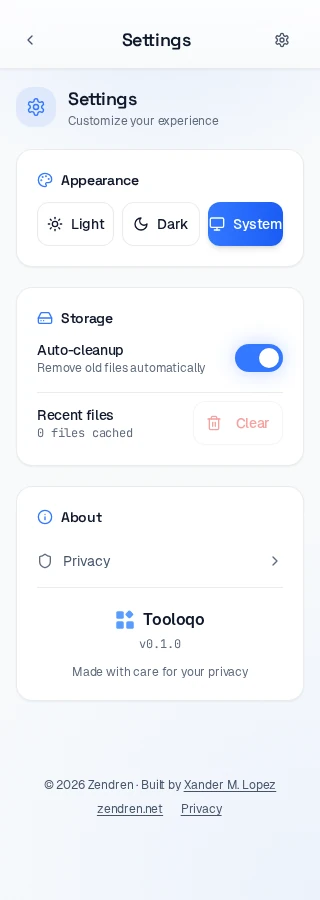 Settings
Settings
Customize your experience
Appearance
Light
Dark
System
Storage
Auto-cleanup
Remove old files automatically
Recent files
0 files cached
Clear
About
Privacy
Tooloqo
v0.1.0
Made with care for your privacy
© 2026 Zendren · Built by Xander M. Lopez
zendren.net Privacy